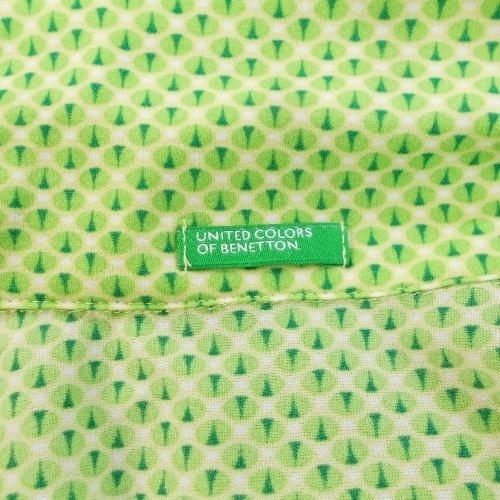 UNITED COLORS
OF BENETTON.